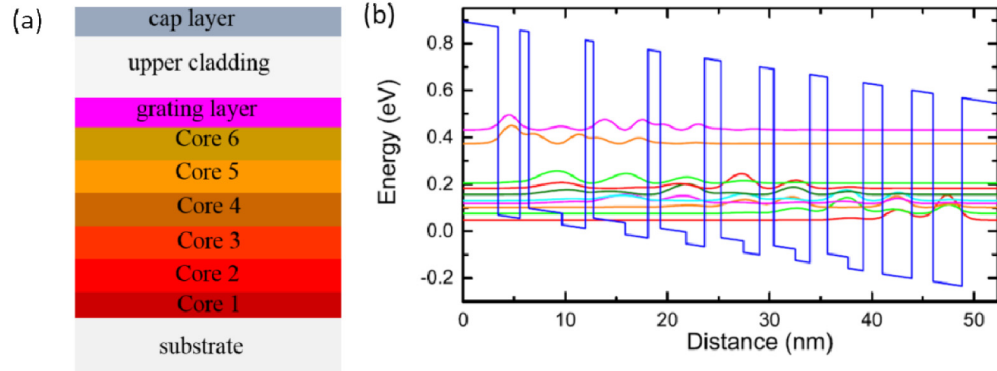 (a)
cap layer
upper cladding
grating layer
Core 6
Core 5
Core 4
Core 3
Core 2
Core 1
substrate
(b)
Energy (eV)
0.8
0.6
0.4
0.2
0.0
-0.2
0 10 20 30 40 50
Distance (nm)